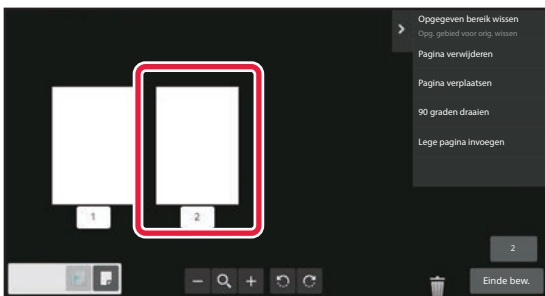 Opgegeven bereik wissen
Opg. gebied voor orig. wissen
Pagina verwijderen
Pagina verplaatsen
90 graden draaien
Lege pagina invoegen
1
2
2
Einde bew.